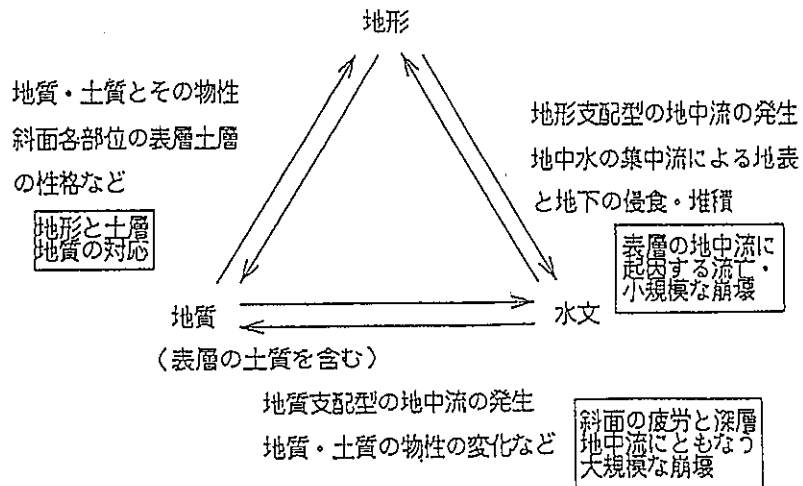 地形
地質・土質とその物性
斜面各部位の表層土層
の性格など
地形と土層
地質の対応
地形支配型の地中流の発生
地中水の集中流による地表
と地下の侵食・堆積
表層の地中流に
起因する流亡・
小規模な崩壊
地質
水文
（表層の土質を含む）
地質支配型の地中流の発生
地質・土質の物性の変化など
斜面の疲労と深層
地中流にともなう
大規模な崩壊